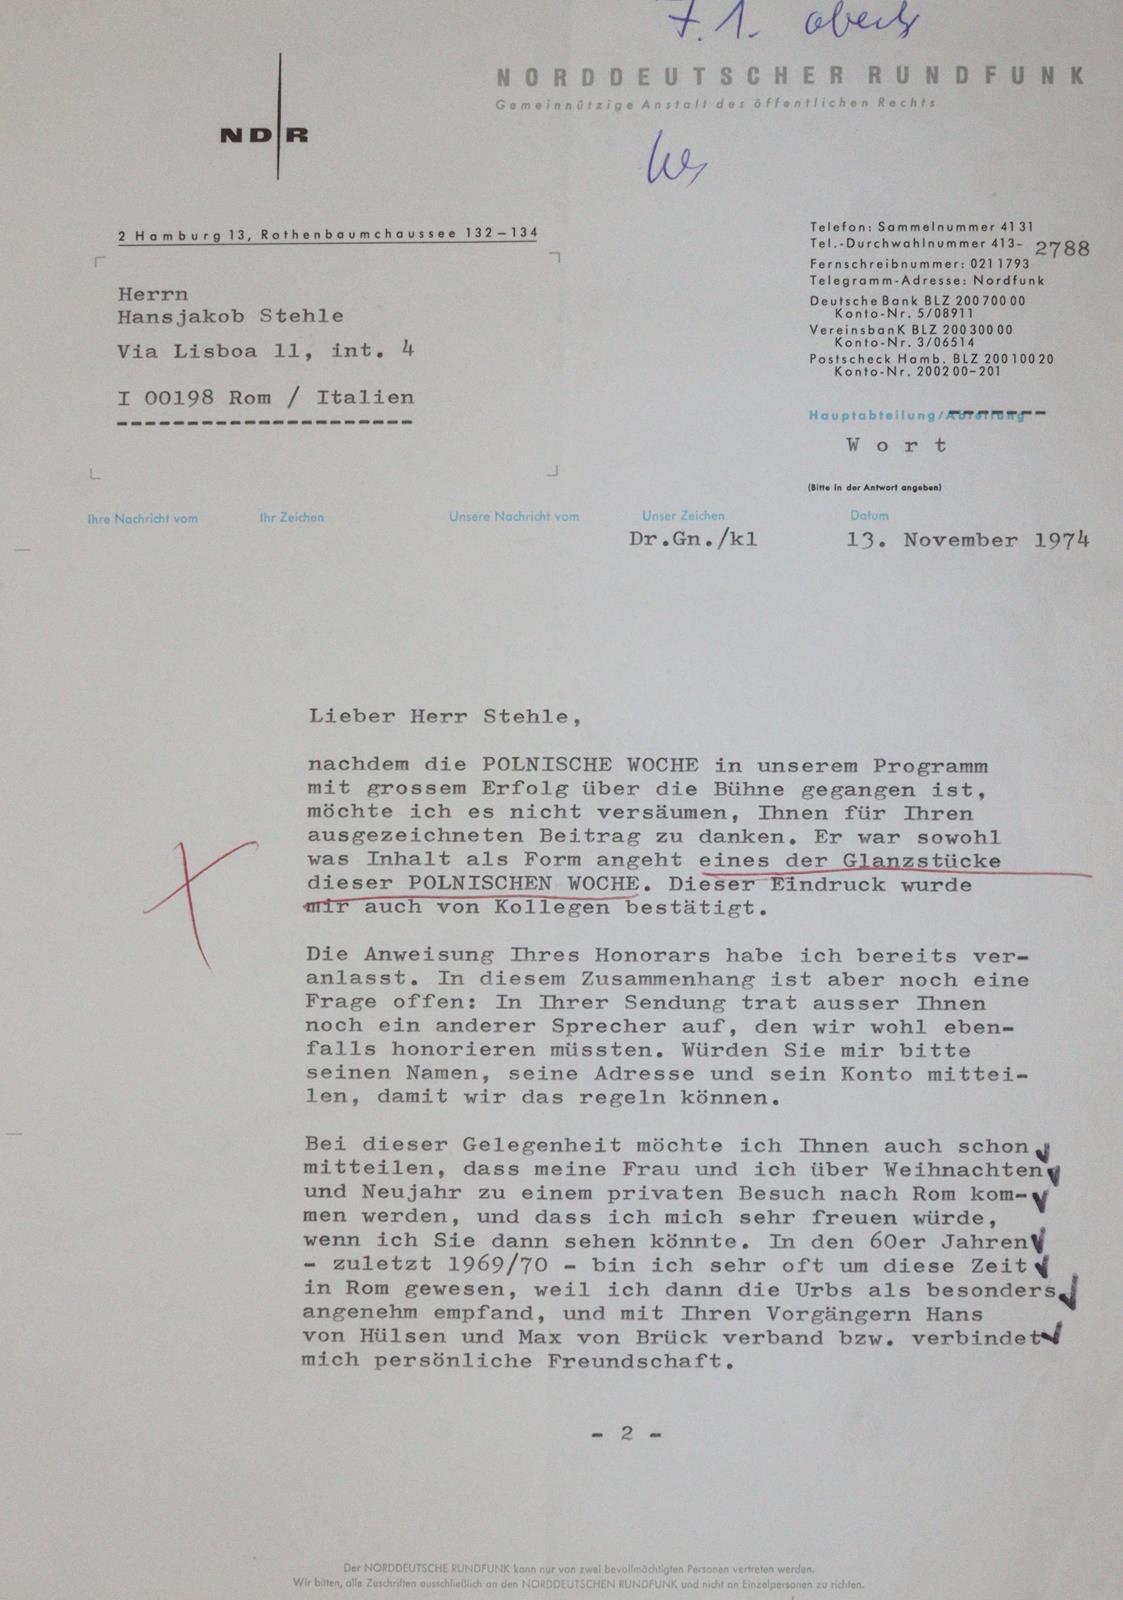 7. 1. abends
NORDDEUTSCHER RUNDFUNK
Gemeinnützige Anstalt des öffentlichen Rechts
NDR
2 Hamburg 13, Rothenbaumchaussee 132–134
Telefon: Sammelnummer 41 31
Tel.-Durchwahlnummer 413- 2788
Fernschreibnummer: 021 1793
Telegramm-Adresse: Nordfunk
Deutsche Bank BLZ 200 700 00
Konto-Nr. 5/08911
VereinsbanK BLZ 200 300 00
Konto-Nr. 3/06514
Postscheck Hamb. BLZ 200 100 20
Konto-Nr. 2002 00–201
Herrn
Hansjakob Stehle
Via Lisboa 11, int. 4
I 00198 Rom / Italien
Hauptabteilung/Abteilung
W o r t
(Bitte in der Antwort angeben)
Ihre Nachricht vom Ihr Zeichen Unsere Nachricht vom Unser Zeichen Datum
Dr.Gn./kl 13. November 1974
Lieber Herr Stehle,
nachdem die POLNISCHE WOCHE in unserem Programm
mit grossem Erfolg über die Bühne gegangen ist,
möchte ich es nicht versäumen, Ihnen für Ihren
ausgezeichneten Beitrag zu danken. Er war sowohl
was Inhalt als Form angeht eines der Glanzstücke
dieser POLNISCHEN WOCHE. Dieser Eindruck wurde
mir auch von Kollegen bestätigt.
Die Anweisung Ihres Honorars habe ich bereits ver-
anlasst. In diesem Zusammenhang ist aber noch eine
Frage offen: In Ihrer Sendung trat ausser Ihnen
noch ein anderer Sprecher auf, den wir wohl eben-
falls honorieren müssten. Würden Sie mir bitte
seinen Namen, seine Adresse und sein Konto mittei-
len, damit wir das regeln können.
Bei dieser Gelegenheit möchte ich Ihnen auch schon
mitteilen, dass meine Frau und ich über Weihnachten
und Neujahr zu einem privaten Besuch nach Rom kom-
men werden, und dass ich mich sehr freuen würde,
wenn ich Sie dann sehen könnte. In den 60er Jahren
- zuletzt 1969/70 - bin ich sehr oft um diese Zeit
in Rom gewesen, weil ich dann die Urbs als besonders
angenehm empfand, und mit Ihren Vorgängern Hans
von Hülsen und Max von Brück verband bzw. verbindet
mich persönliche Freundschaft.
- 2 -
Der NORDDEUTSCHE RUNDFUNK kann nur von zwei bevollmächtigten Personen vertreten werden.
Wir bitten, alle Zuschriften ausschließlich an den NORDDEUTSCHEN RUNDFUNK und nicht an Einzelpersonen zu richten.